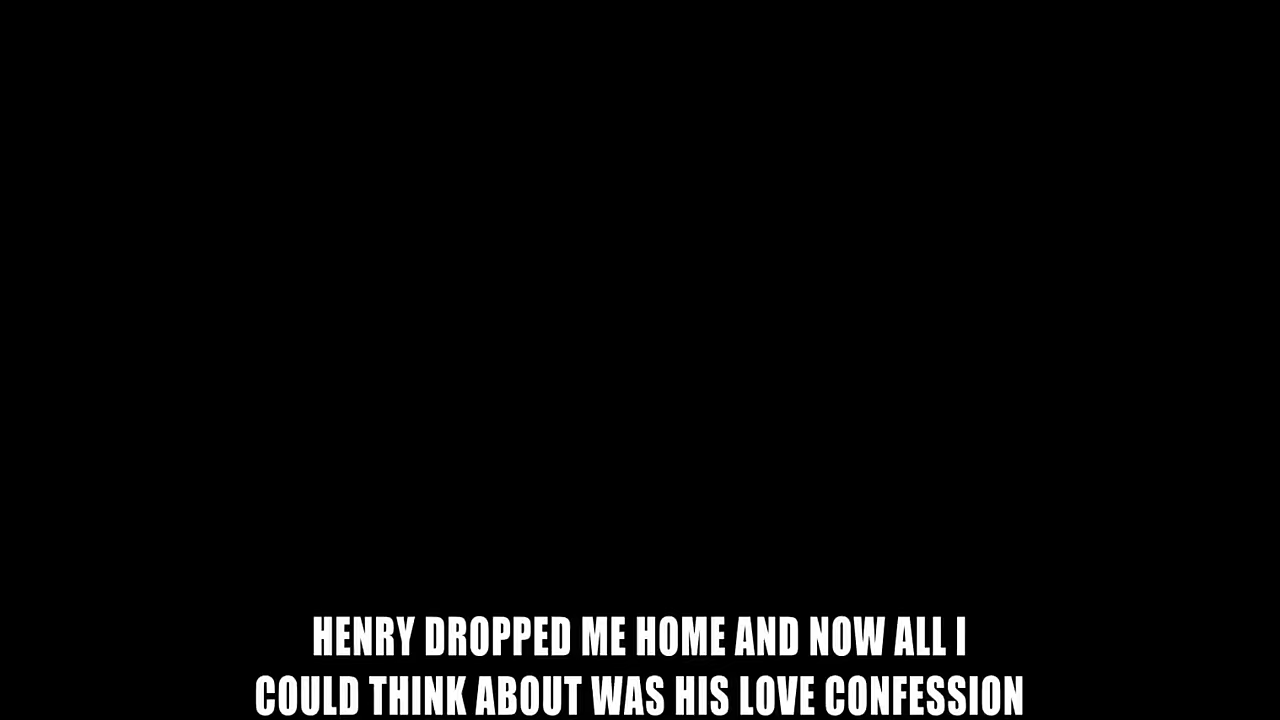 HENRY DROPPED ME HOME AND NOW ALL I
COULD THINK ABOUT WAS HIS LOVE CONFESSION